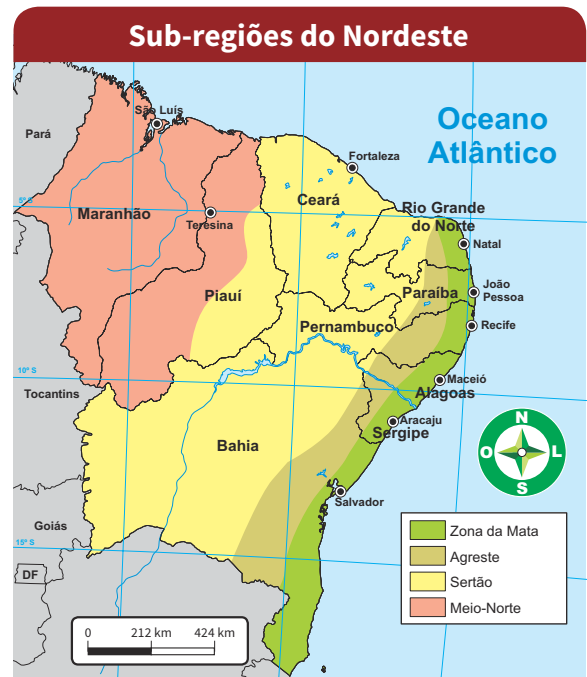 Sub-regiões do Nordeste
São Luís
Pará
Oceano
Atlântico
Fortaleza
Ceará
5° S
Maranhão
Teresina
Rio Grande
do Norte
Natal
Piauí
Paraíba
João
Pessoa
Pernambuco
Recife
10° S
Tocantins
Maceió
Alagoas
Aracaju
Sergipe
Bahia
N
O
L
S
Salvador
Goiás
15° S
DF
Zona da Mata
Agreste
Sertão
Meio-Norte
0 212 km 424 km